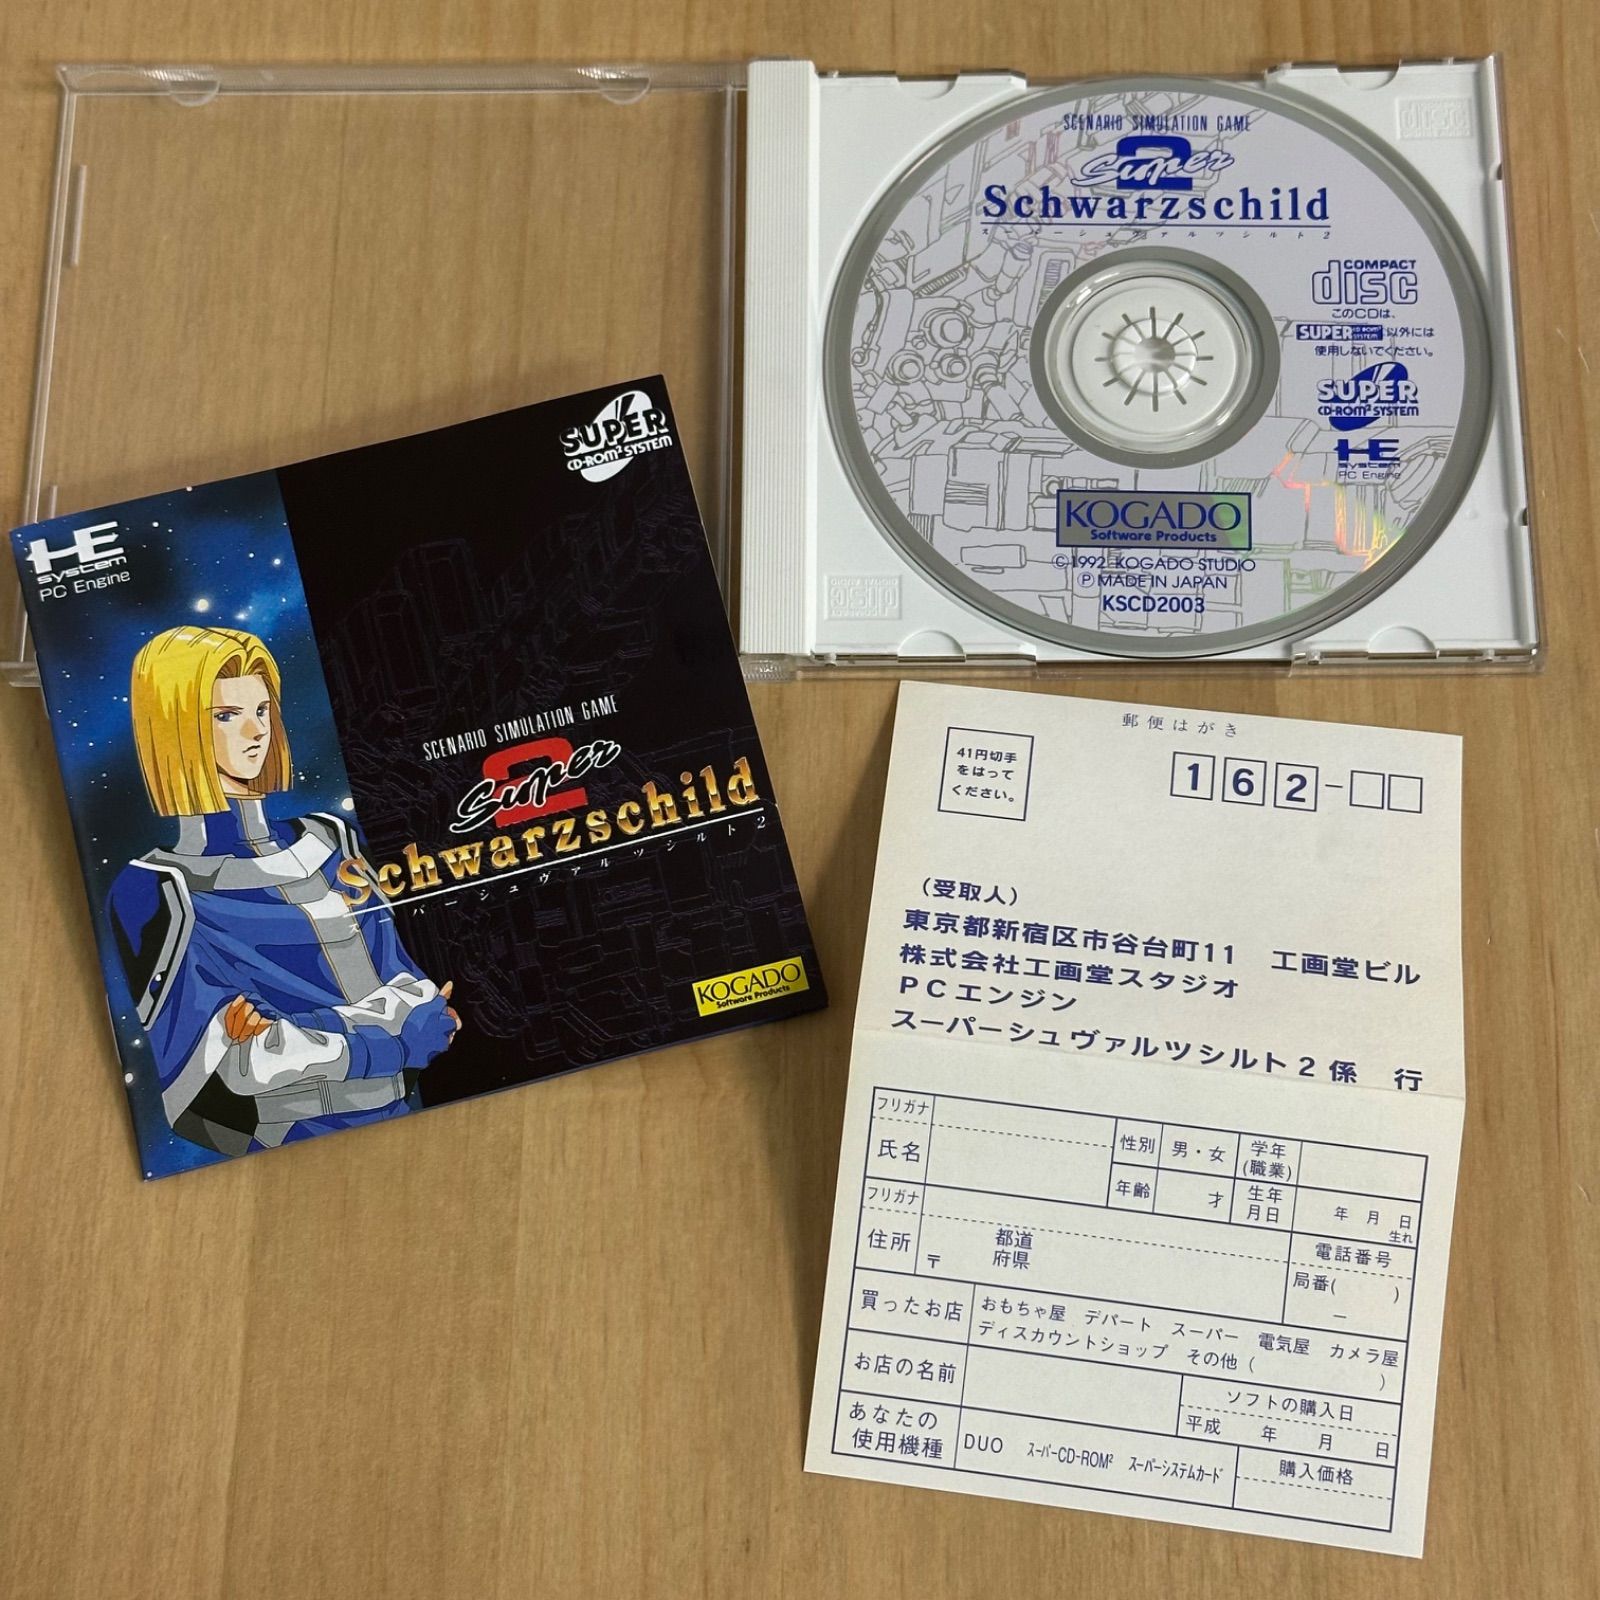 SCENARIO SIMULATION GAME
Super 2
Schwarzschild
スーパーシュヴァルツシルト2
COMPACT
disc
このCDは、
SUPER CD-ROM² SYSTEM 以外には
使用しないでください。
SUPER
CD-ROM² SYSTEM
HE
system
PC Engine
KOGADO
Software Products
©1992 KOGADO STUDIO
Ⓟ MADE IN JAPAN
KSCD2003
disc
disc
DIGITAL AUDIO
SUPER
CD-ROM² SYSTEM
HE
system
PC Engine
SCENARIO SIMULATION GAME
Super 2
Schwarzschild
スーパーシュヴァルツシルト2
KOGADO
Software Products
郵便はがき
41円切手
をはって
ください。
162-□□
(受取人)
東京都新宿区市谷台町11 工画堂ビル
株式会社工画堂スタジオ
PCエンジン
スーパーシュヴァルツシルト2係 行
フリガナ
氏名
性別 男・女 学年(職業)
年齢 才 生年月日 年 月 日生れ
フリガナ
住所 〒 都道府県
電話番号
局番( )
－
買ったお店 おもちゃ屋 デパート スーパー 電気屋 カメラ屋
ディスカウントショップ その他( )
お店の名前
ソフトの購入日
平成 年 月 日
あなたの使用機種 DUO スーパーCD-ROM² スーパーシステムカード
購入価格